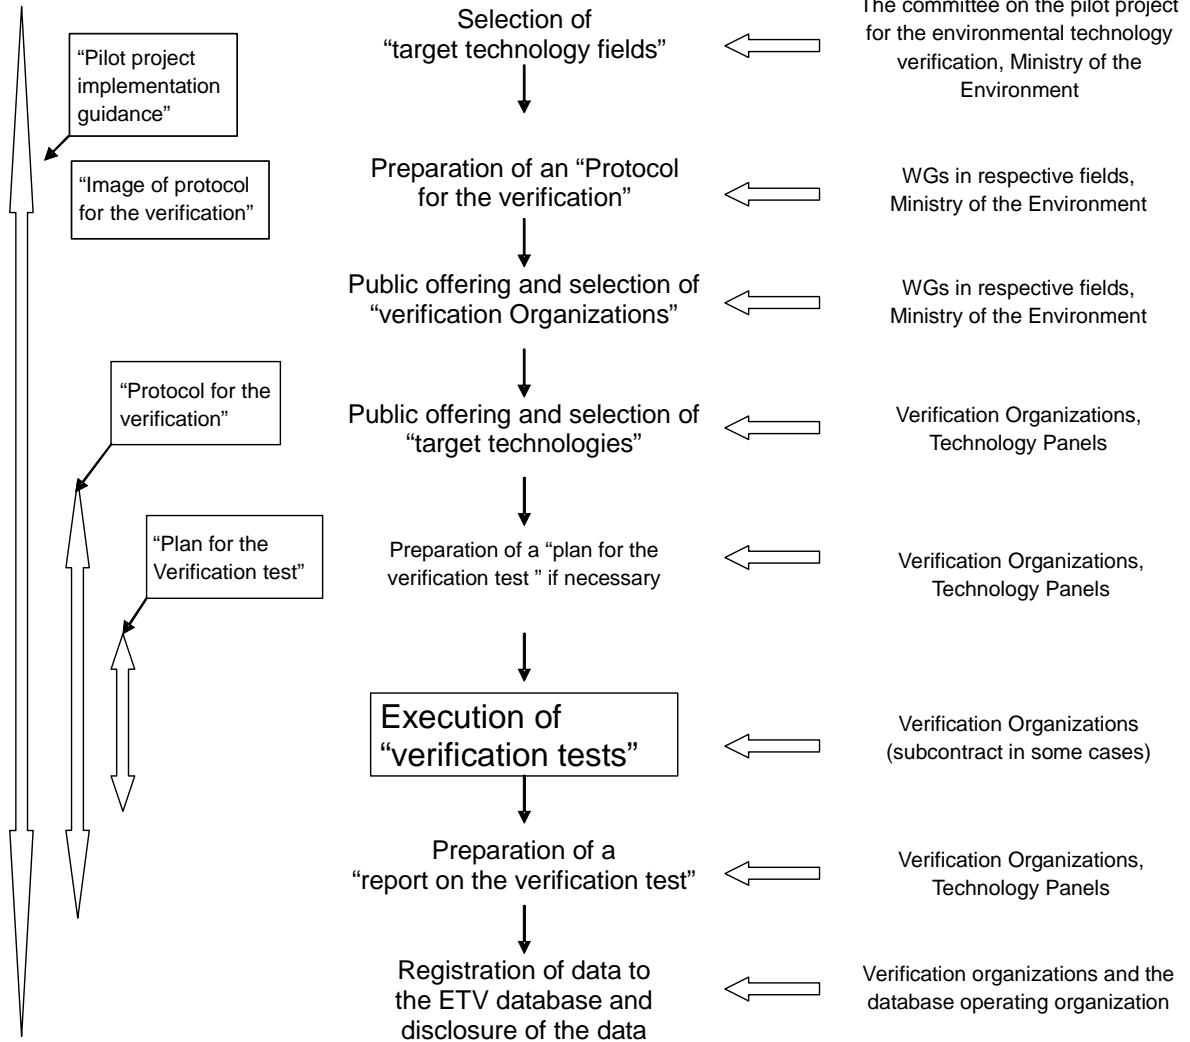 Selection of
“target technology fields”
The committee on the pilot project
for the environmental technology
verification, Ministry of the
Environment
“Pilot project
implementation
guidance”
“Image of protocol
for the verification”
Preparation of an “Protocol
for the verification”
WGs in respective fields,
Ministry of the Environment
Public offering and selection of
“verification Organizations”
WGs in respective fields,
Ministry of the Environment
“Protocol for the
verification”
Public offering and selection of
“target technologies”
Verification Organizations,
Technology Panels
“Plan for the
Verification test”
Preparation of a “plan for the
verification test ” if necessary
Verification Organizations,
Technology Panels
Execution of
“verification tests”
Verification Organizations
(subcontract in some cases)
Preparation of a
“report on the verification test”
Verification Organizations,
Technology Panels
Registration of data to
the ETV database and
disclosure of the data
Verification organizations and the
database operating organization